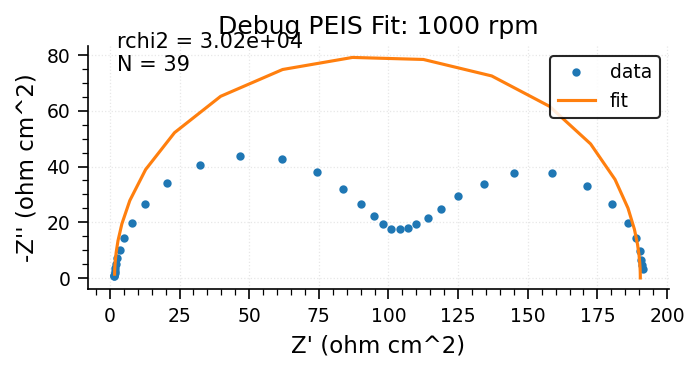 Debug PEIS Fit: 1000 rpm
rchi2 = 3.02e+04
N = 39
data
fit
80
60
40
20
0
-Z'' (ohm cm^2)
0 25 50 75 100 125 150 175 200
Z' (ohm cm^2)